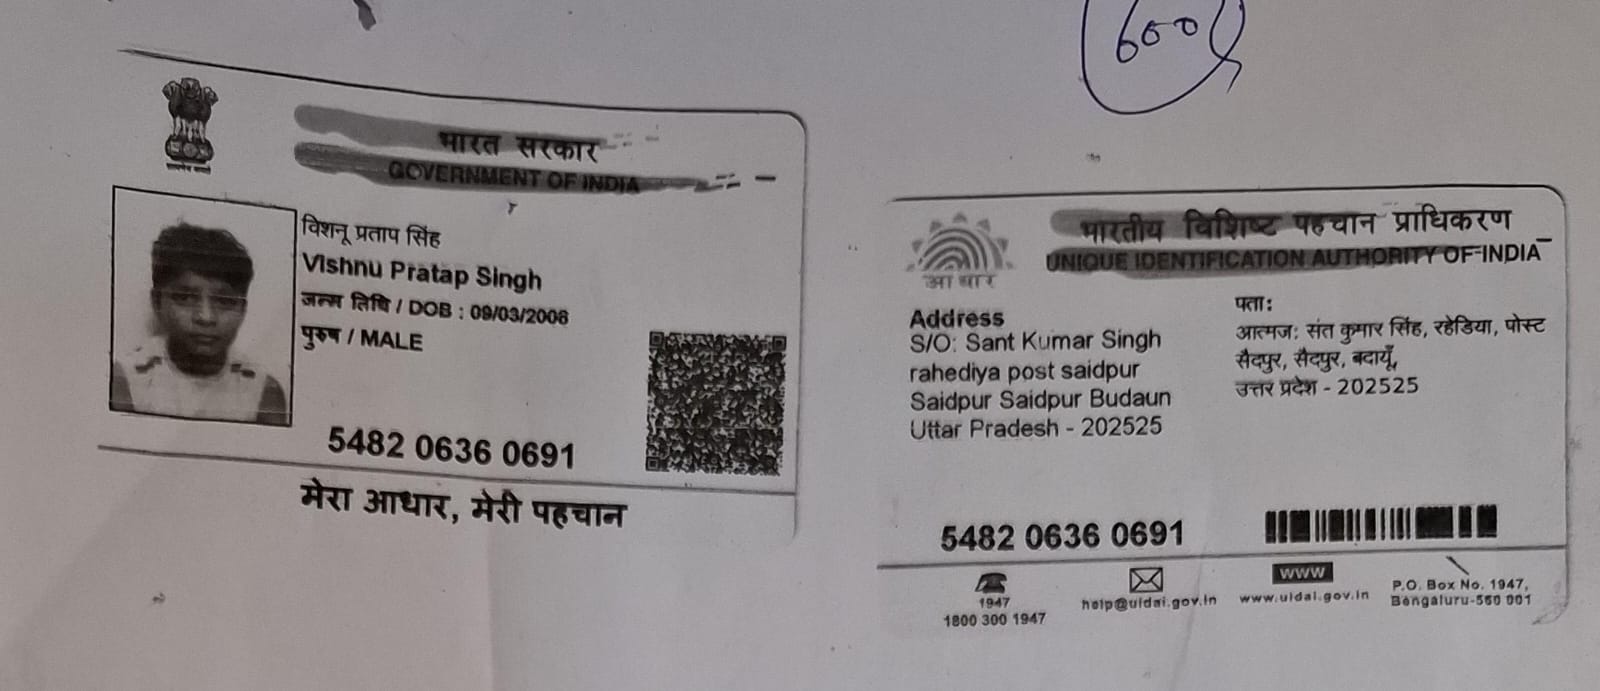 600/
भारत सरकार
GOVERNMENT OF INDIA
विशनू प्रताप सिंह
Vishnu Pratap Singh
जन्म तिथि / DOB : 09/03/2008
पुरुष / MALE
5482 0636 0691
मेरा आधार, मेरी पहचान
भारतीय विशिष्ट पहचान प्राधिकरण
UNIQUE IDENTIFICATION AUTHORITY OF INDIA
आधार
Address
S/O: Sant Kumar Singh
rahediya post saidpur
Saidpur Saidpur Budaun
Uttar Pradesh - 202525
पता:
आत्मज: संत कुमार सिंह, रहेडिया, पोस्ट
सैदपुर, सैदपुर, बदायूँ,
उत्तर प्रदेश - 202525
5482 0636 0691
1947
1800 300 1947
help@uidai.gov.in
www
www.uidai.gov.in
P.O. Box No. 1947,
Bengaluru-560 001